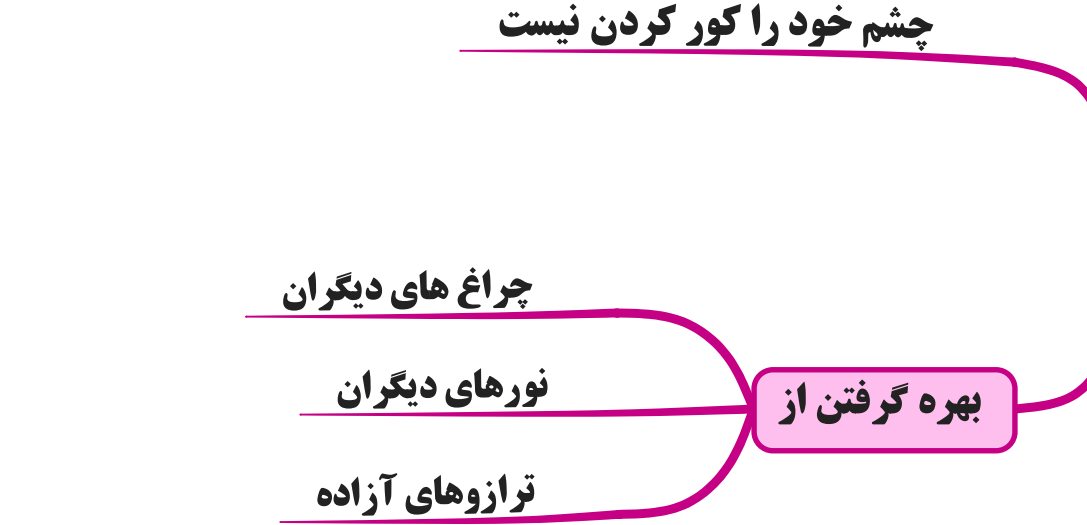 چشم خود را کور کردن نیست
بهره گرفتن از
چراغ های دیگران
نورهای دیگران
ترازوهای آزاده